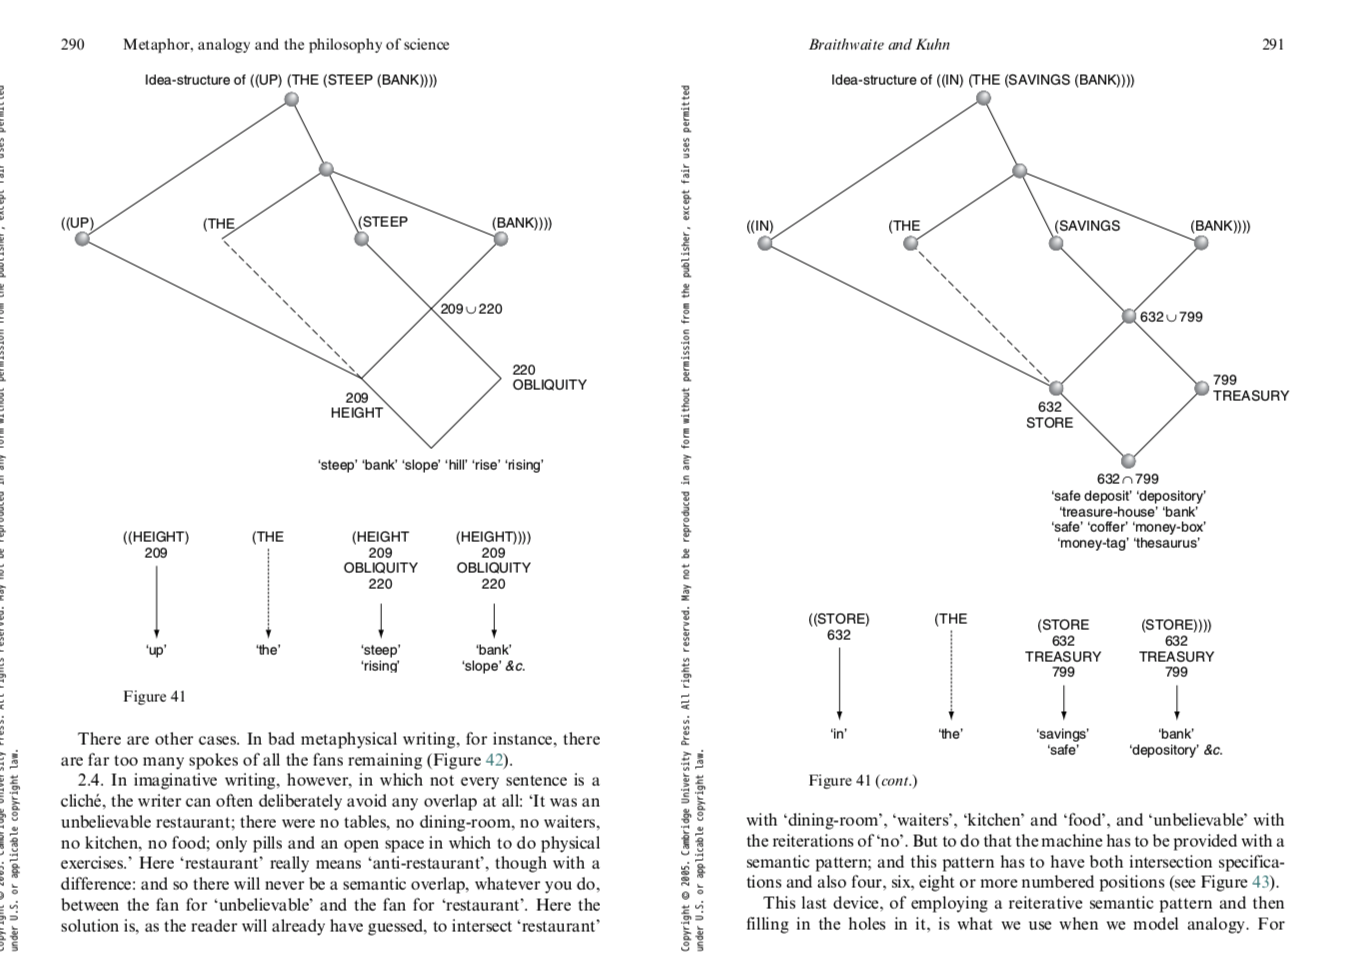 290 Metaphor, analogy and the philosophy of science
Idea-structure of ((UP) (THE (STEEP (BANK))))
((UP)
(THE
(STEEP
(BANK))))
209∪220
220
OBLIQUITY
209
HEIGHT
‘steep’ ‘bank’ ‘slope’ ‘hill’ ‘rise’ ‘rising’
((HEIGHT) (THE (HEIGHT (HEIGHT))))
209 209 209
OBLIQUITY OBLIQUITY
220 220
‘up’ ‘the’ ‘steep’ ‘bank’
‘rising’ ‘slope’ &c.
Figure 41
There are other cases. In bad metaphysical writing, for instance, there
are far too many spokes of all the fans remaining (Figure 42).
2.4. In imaginative writing, however, in which not every sentence is a
cliché, the writer can often deliberately avoid any overlap at all: ‘It was an
unbelievable restaurant; there were no tables, no dining-room, no waiters,
no kitchen, no food; only pills and an open space in which to do physical
exercises.’ Here ‘restaurant’ really means ‘anti-restaurant’, though with a
difference: and so there will never be a semantic overlap, whatever you do,
between the fan for ‘unbelievable’ and the fan for ‘restaurant’. Here the
solution is, as the reader will already have guessed, to intersect ‘restaurant’
under U.S. or applicable copyright law.
Braithwaite and Kuhn 291
Idea-structure of ((IN) (THE (SAVINGS (BANK))))
((IN)
(THE
(SAVINGS
(BANK))))
632∪799
799
TREASURY
632
STORE
632∩799
‘safe deposit’ ‘depository’
‘treasure-house’ ‘bank’
‘safe’ ‘coffer’ ‘money-box’
‘money-tag’ ‘thesaurus’
((STORE) (THE (STORE (STORE))))
632 632 632
TREASURY TREASURY
799 799
‘in’ ‘the’ ‘savings’ ‘bank’
‘safe’ ‘depository’ &c.
Figure 41 (cont.)
with ‘dining-room’, ‘waiters’, ‘kitchen’ and ‘food’, and ‘unbelievable’ with
the reiterations of ‘no’. But to do that the machine has to be provided with a
semantic pattern; and this pattern has to have both intersection specifica-
tions and also four, six, eight or more numbered positions (see Figure 43).
This last device, of employing a reiterative semantic pattern and then
filling in the holes in it, is what we use when we model analogy. For
Copyright © 2005. Cambridge University Press. All rights reserved. May not be reproduced in any form without permission from the publisher, except fair uses permitted
under U.S. or applicable copyright law.